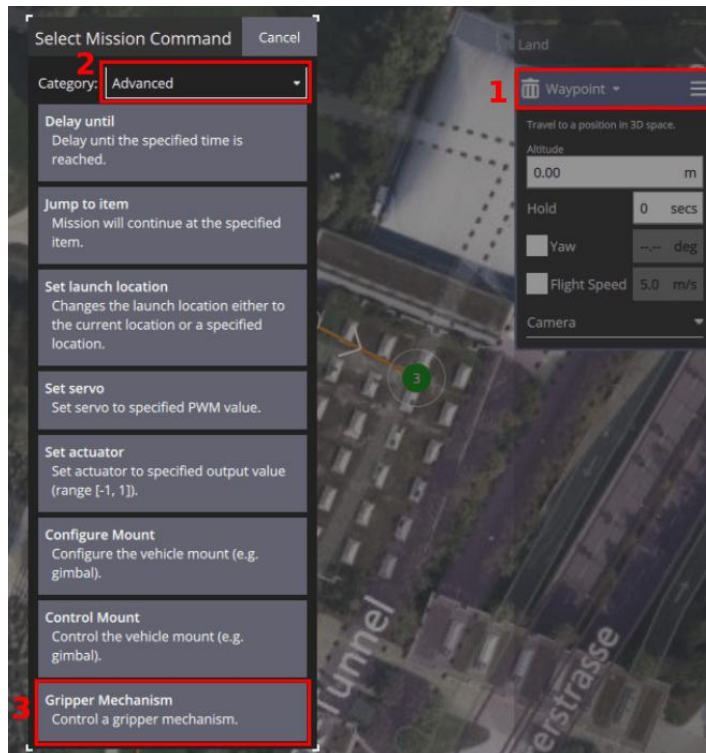 Select Mission Command
Cancel
2
Category:
Advanced
Delay until
Delay unti the specified time is
reached.
Jump to item
Mission will continue at the specified
item.
Set launch location
Changes the launch location either to
the current location or a specified
location.
Set servo
Set servo to specified PWM value.
Set actuator
Set actuator to specified output value
(range [-1, 1]).
Configure Mount
Configure the vehicle mount (e.g.
gimbal).
Control Mount
Control the vehicle mount (e.g.
gimbal).
3
Gripper Mechanism
Control a gripper mechanism.
Land
1
Waypoint
Travel to a position in 3D space.
Altitude
0.00 m
Hold 0 secs
Yaw --.-- deg
Flight Speed 5.0 m/s
Camera
3
Tunnel
erstrasse